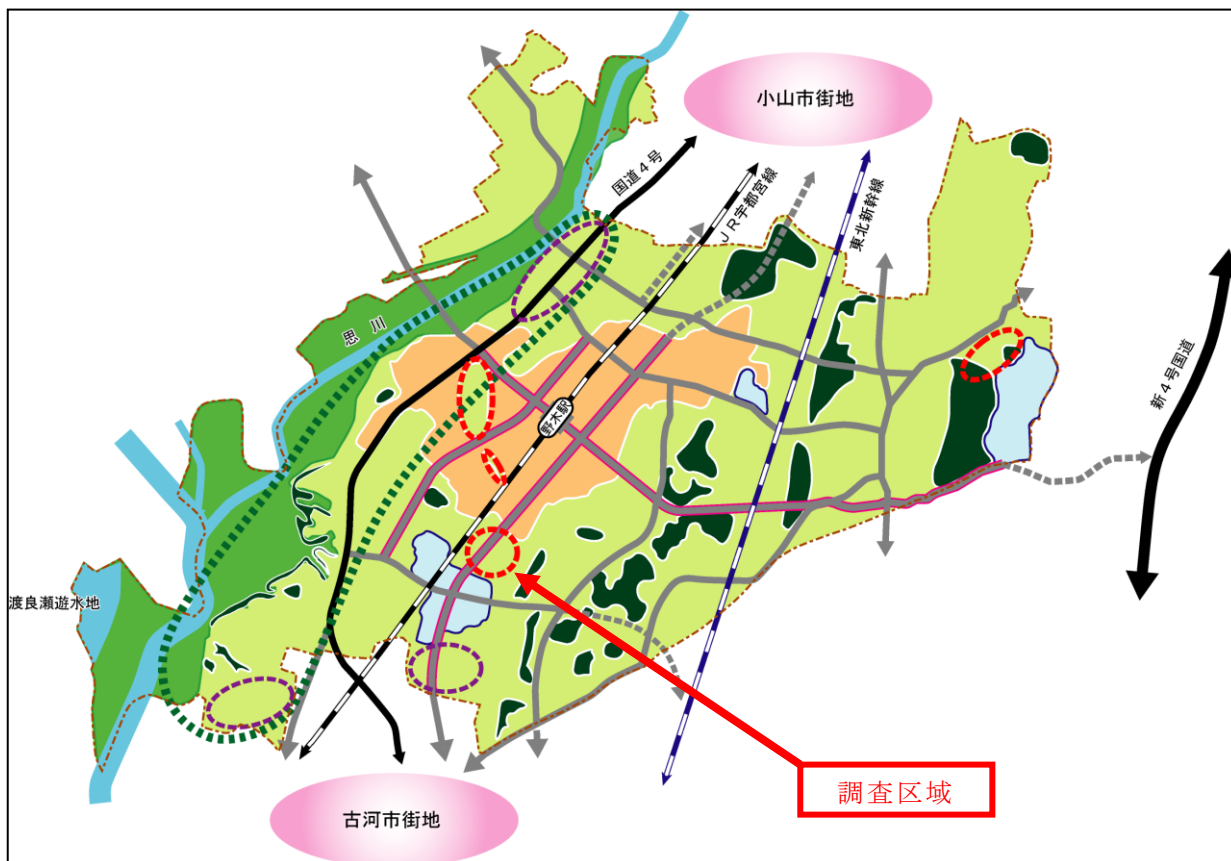 小山市街地
国道４号
ＪＲ宇都宮線
東北新幹線
思川
新４号国道
野木駅
渡良瀬遊水地
調査区域
古河市街地